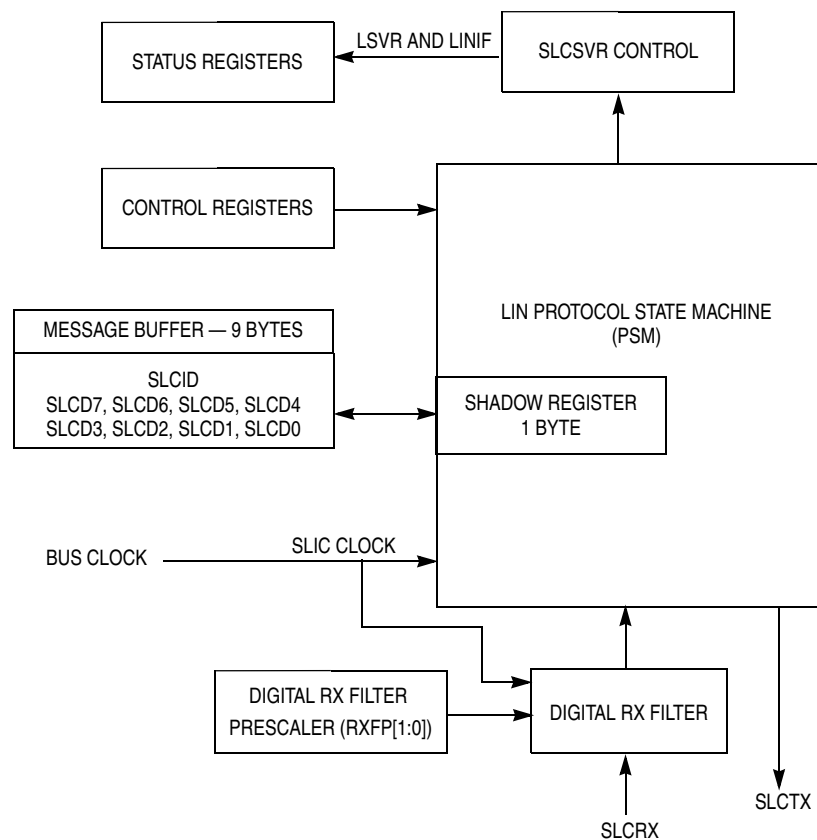 LSVR AND LINIF
STATUS REGISTERS
SLCSVR CONTROL
CONTROL REGISTERS
LIN PROTOCOL STATE MACHINE
(PSM)
MESSAGE BUFFER — 9 BYTES
SLCID
SLCD7, SLCD6, SLCD5, SLCD4
SLCD3, SLCD2, SLCD1, SLCD0
SHADOW REGISTER
1 BYTE
BUS CLOCK
SLIC CLOCK
DIGITAL RX FILTER
PRESCALER (RXFP[1:0])
DIGITAL RX FILTER
SLCTX
SLCRX